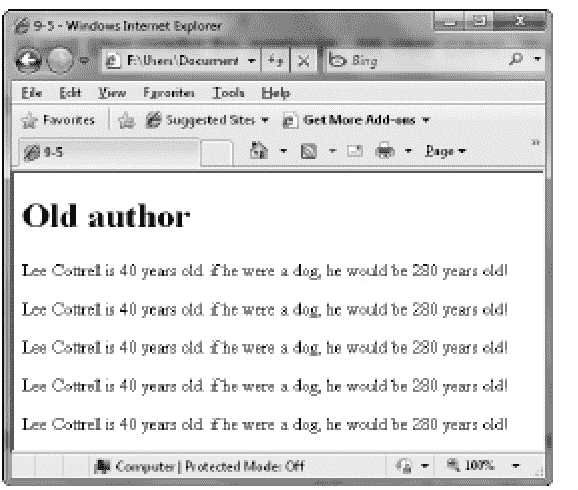 9-5 - Windows Internet Explorer
F:\Users\Document
Bing
File Edit View Favorites Tools Help
Favorites Suggested Sites Get More Add-ons
9-5 Page
Old author
Lee Cottrell is 40 years old. if he were a dog, he would be 280 years old!
Lee Cottrell is 40 years old. if he were a dog, he would be 280 years old!
Lee Cottrell is 40 years old. if he were a dog, he would be 280 years old!
Lee Cottrell is 40 years old. if he were a dog, he would be 280 years old!
Lee Cottrell is 40 years old. if he were a dog, he would be 280 years old!
Computer | Protected Mode: Off 100%